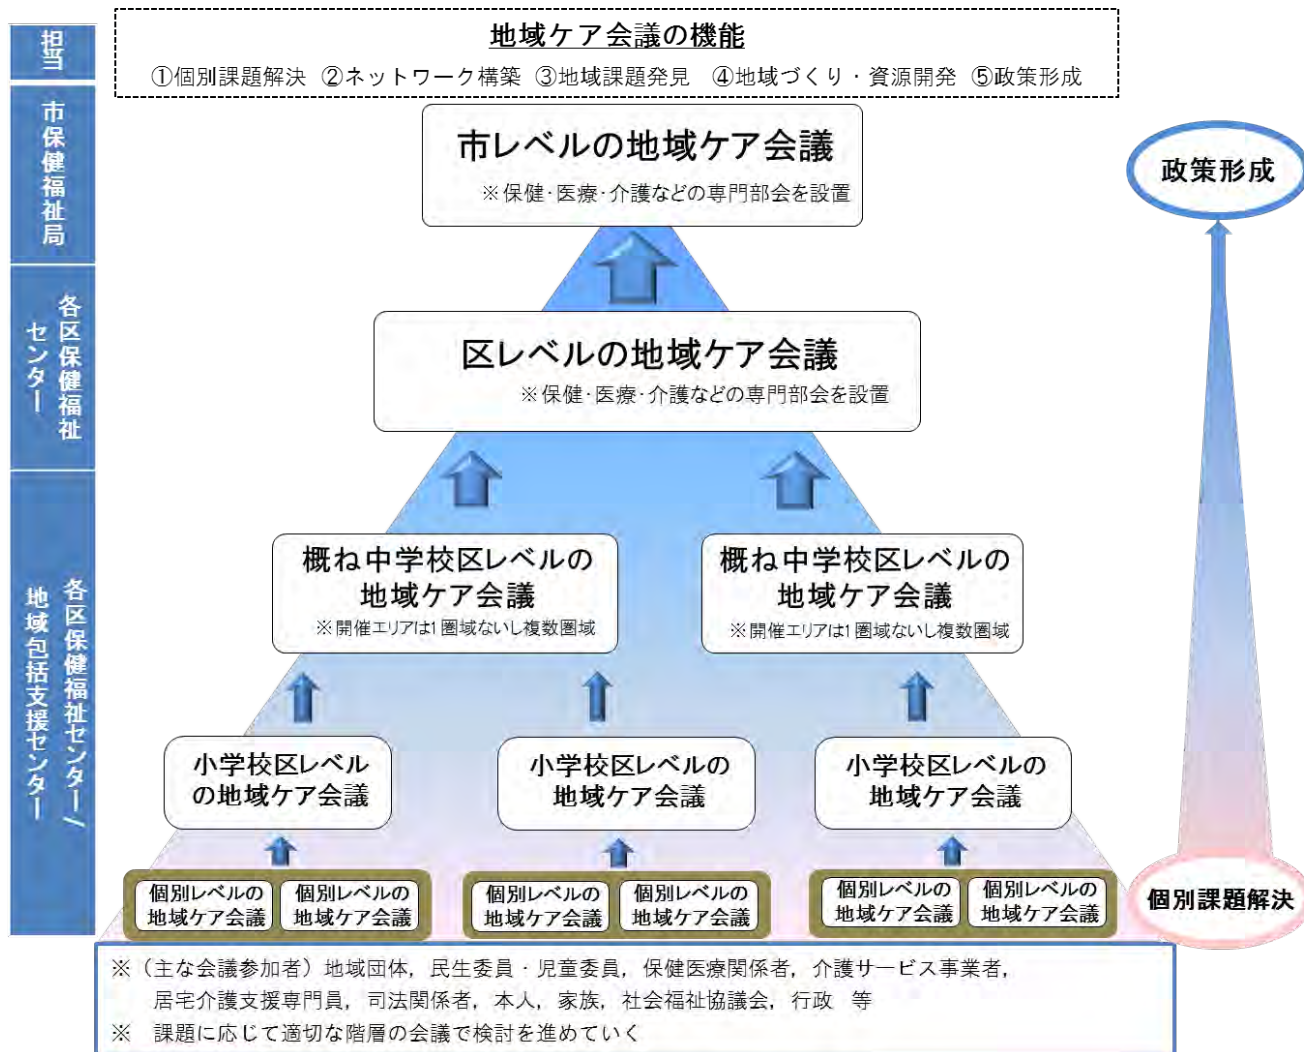 担当
地域ケア会議の機能
①個別課題解決 ②ネットワーク構築 ③地域課題発見 ④地域づくり・資源開発 ⑤政策形成
市保健福祉局
市レベルの地域ケア会議
※保健・医療・介護などの専門部会を設置
政策形成
各区保健福祉
センター
区レベルの地域ケア会議
※保健・医療・介護などの専門部会を設置
各区保健福祉センター/
地域包括支援センター
概ね中学校区レベルの
地域ケア会議
※開催エリアは1圏域ないし複数圏域
概ね中学校区レベルの
地域ケア会議
※開催エリアは1圏域ないし複数圏域
小学校区レベル
の地域ケア会議
小学校区レベルの
地域ケア会議
小学校区レベルの
地域ケア会議
個別レベルの
地域ケア会議
個別レベルの
地域ケア会議
個別レベルの
地域ケア会議
個別レベルの
地域ケア会議
個別レベルの
地域ケア会議
個別レベルの
地域ケア会議
個別課題解決
※（主な会議参加者）地域団体，民生委員・児童委員，保健医療関係者，介護サービス事業者，
居宅介護支援専門員，司法関係者，本人，家族，社会福祉協議会，行政 等
※ 課題に応じて適切な階層の会議で検討を進めていく